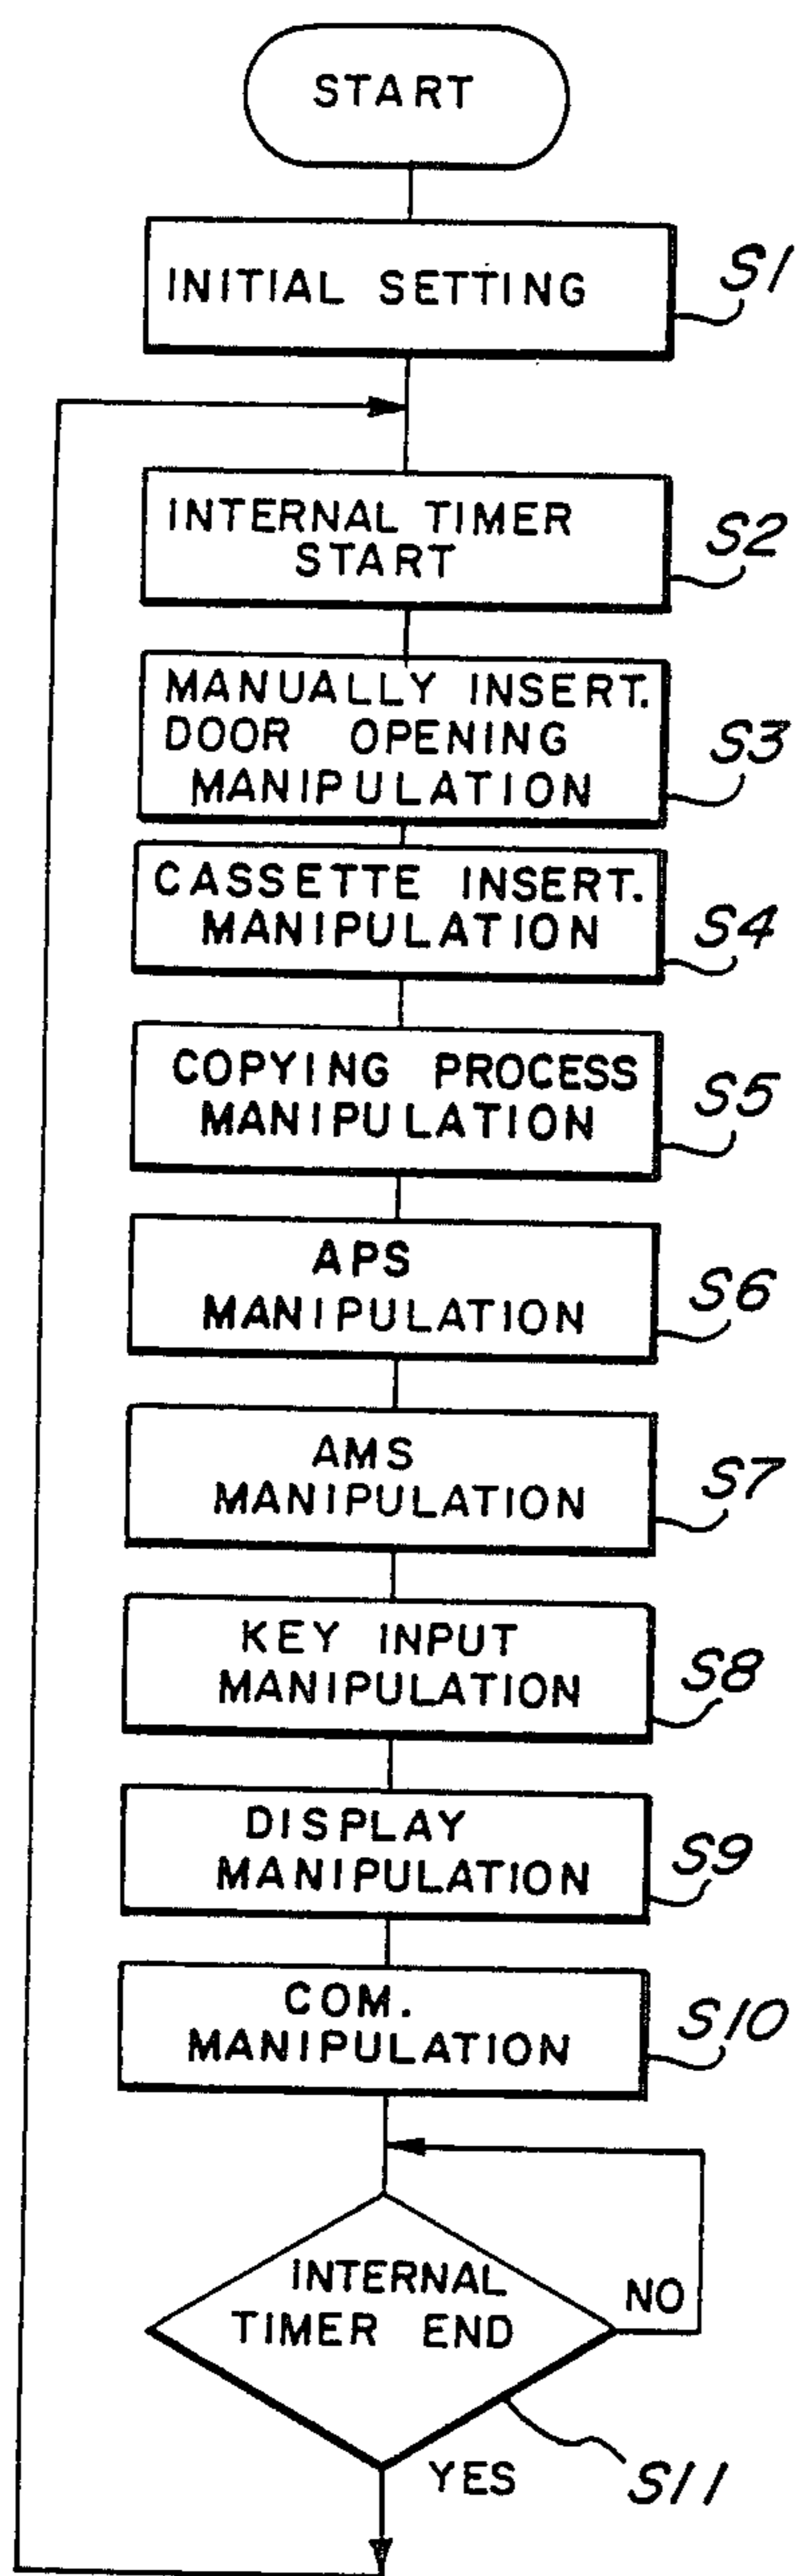 START
INITIAL SETTING
S1
INTERNAL TIMER
START
S2
MANUALLY INSERT.
DOOR OPENING
MANIPULATION
S3
CASSETTE INSERT.
MANIPULATION
S4
COPYING PROCESS
MANIPULATION
S5
APS
MANIPULATION
S6
AMS
MANIPULATION
S7
KEY INPUT
MANIPULATION
S8
DISPLAY
MANIPULATION
S9
COM.
MANIPULATION
S10
INTERNAL
TIMER END
NO
YES
S11